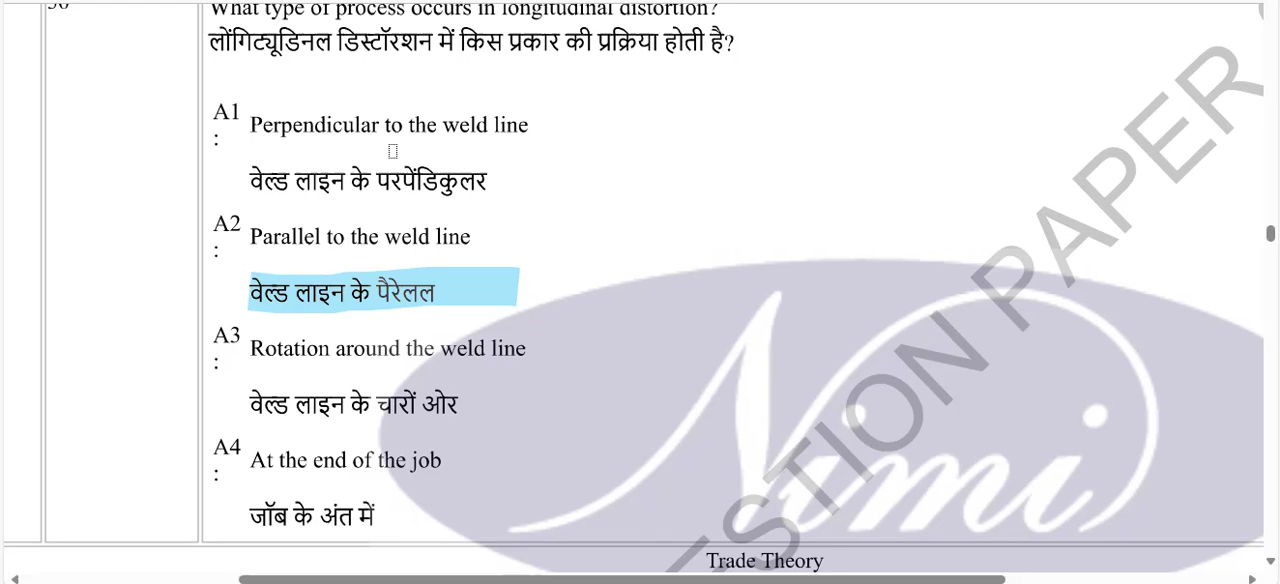 What type of process occurs in longitudinal distortion?
लोंगिट्यूडिनल डिस्टॉरशन में किस प्रकार की प्रक्रिया होती है?
A1
:
Perpendicular to the weld line
वेल्ड लाइन के परपेंडिकुलर
A2
:
Parallel to the weld line
वेल्ड लाइन के पैरेलल
A3
:
Rotation around the weld line
वेल्ड लाइन के चारों ओर
A4
:
At the end of the job
जॉब के अंत में
Trade Theory
ESTION PAPER
Nimi